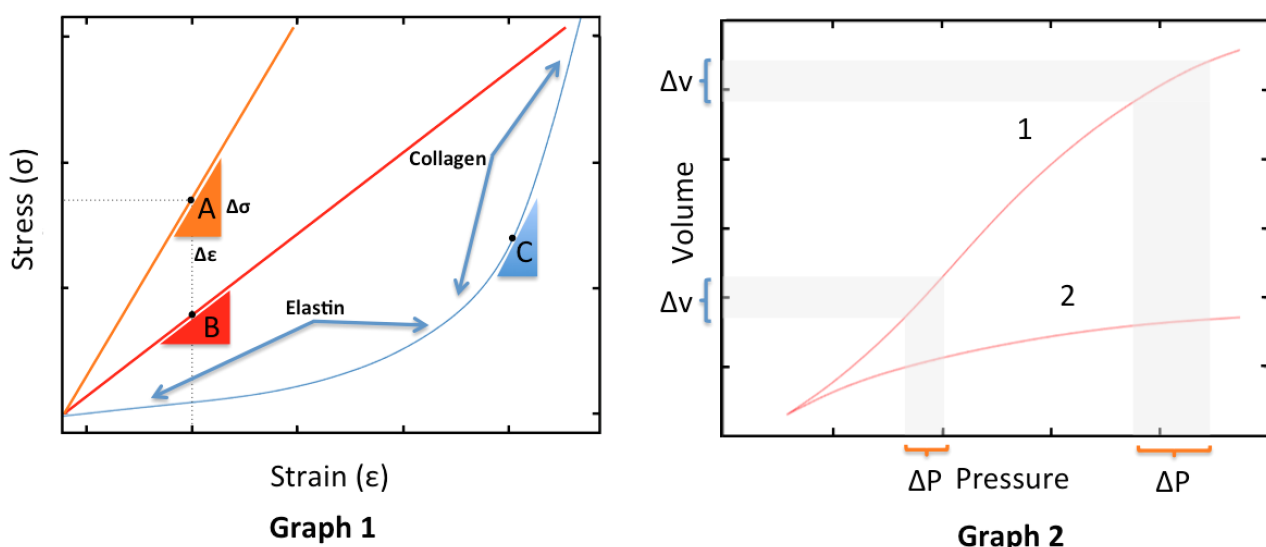 Stress (σ)
A
Δσ
Δε
B
Elastin
Collagen
C
Strain (ε)
Graph 1
Volume
Δv
Δv
1
2
ΔP
Pressure
ΔP
Graph 2